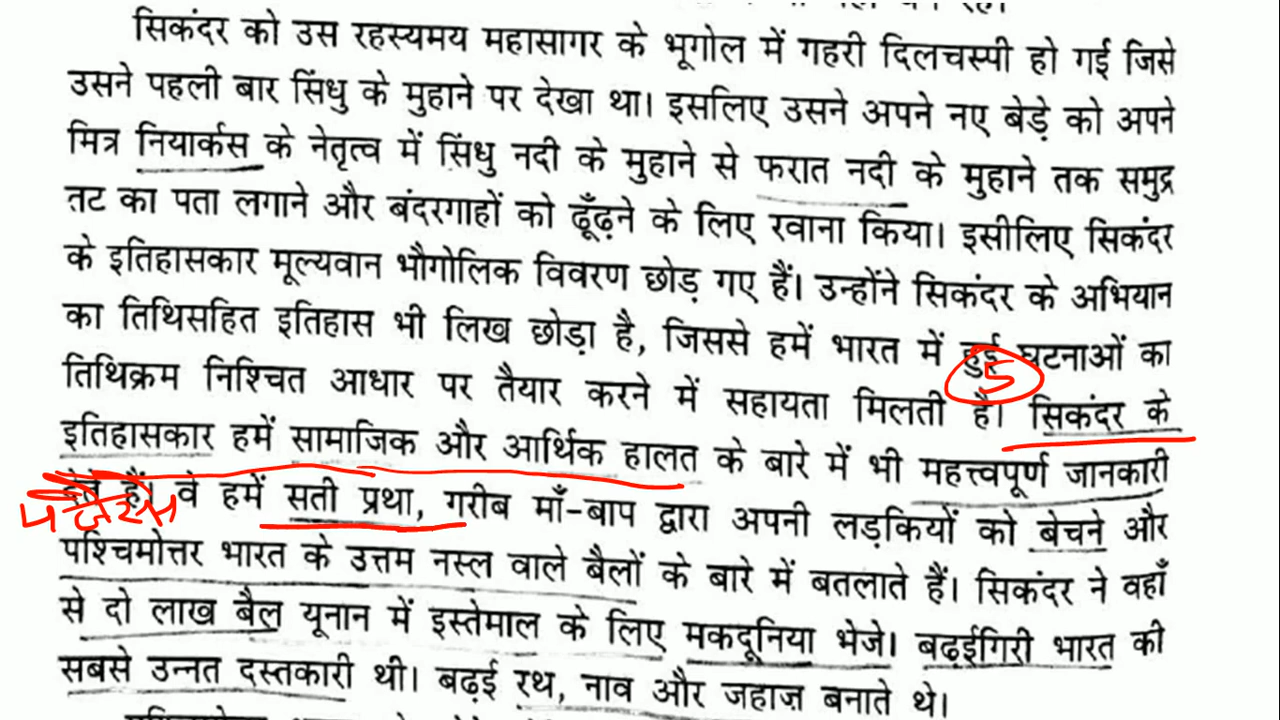 सिकंदर को उस रहस्यमय महासागर के भूगोल में गहरी दिलचस्पी हो गई जिसे
उसने पहली बार सिंधु के मुहाने पर देखा था। इसलिए उसने अपने नए बेड़े को अपने
मित्र नियार्कस के नेतृत्व में सिंधु नदी के मुहाने से फरात नदी के मुहाने तक समुद्र
तट का पता लगाने और बंदरगाहों को ढूँढ़ने के लिए रवाना किया। इसीलिए सिकंदर
के इतिहासकार मूल्यवान भौगोलिक विवरण छोड़ गए हैं। उन्होंने सिकंदर के अभियान
का तिथिसहित इतिहास भी लिख छोड़ा है, जिससे हमें भारत में हुई घटनाओं का
5
तिथिक्रम निश्चित आधार पर तैयार करने में सहायता मिलती है। सिकंदर के
इतिहासकार हमें सामाजिक और आर्थिक हालत के बारे में भी महत्त्वपूर्ण जानकारी
देते हैं। वे हमें सती प्रथा, गरीब माँ-बाप द्वारा अपनी लड़कियों को बेचने और
पश्चिमोत्तर भारत के उत्तम नस्ल वाले बैलों के बारे में बतलाते हैं। सिकंदर ने वहाँ
से दो लाख बैल यूनान में इस्तेमाल के लिए मकदूनिया भेजे। बढ़ईगिरी भारत की
सबसे उन्नत दस्तकारी थी। बढ़ई रथ, नाव और जहाज़ बनाते थे।